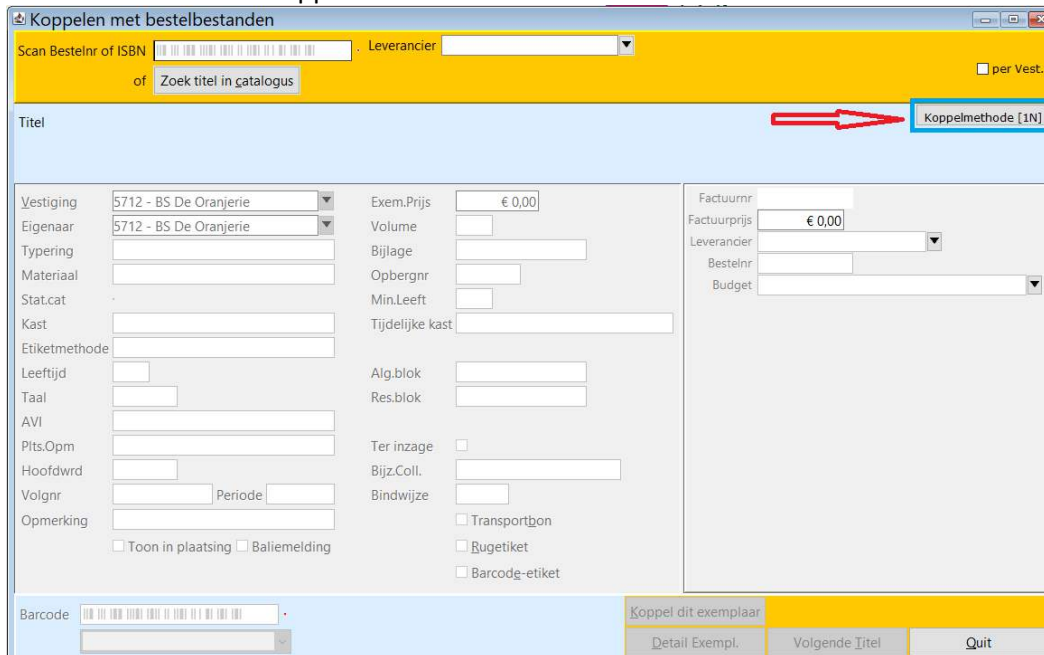 Koppelen met bestelbestanden
Scan Bestelnr of ISBN . Leverancier
of Zoek titel in catalogus
per Vest.
Titel
Koppelmethode [1N]
Vestiging 5712 - BS De Oranjerie
Eigenaar 5712 - BS De Oranjerie
Typering
Materiaal
Stat.cat -
Kast
Etiketmethode
Leeftijd
Taal
AVI
Plts.Opm
Hoofdwrd
Volgnr Periode
Opmerking
Toon in plaatsing Baliemelding
Exem.Prijs € 0,00
Volume
Bijlage
Opbergnr
Min.Leeft
Tijdelijke kast
Alg.blok
Res.blok
Ter inzage
Bijz.Coll.
Bindwijze
Transportbon
Rugetiket
Barcode-etiket
Factuurnr
Factuurprijs € 0,00
Leverancier
Bestelnr
Budget
Barcode
Koppel dit exemplaar
Detail Exempl. Volgende Titel Quit